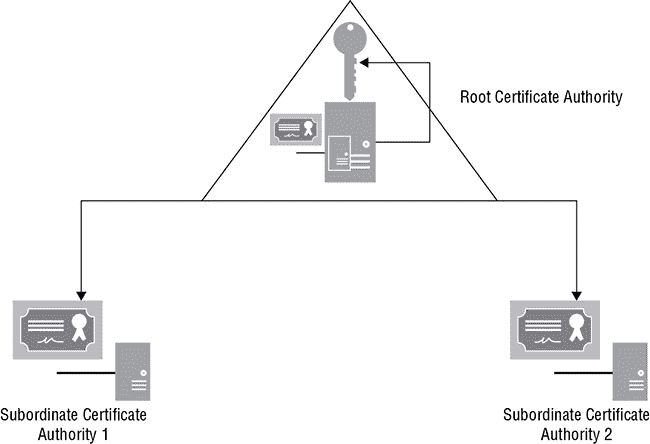 Root Certificate Authority
Subordinate Certificate
Authority 1
Subordinate Certificate
Authority 2